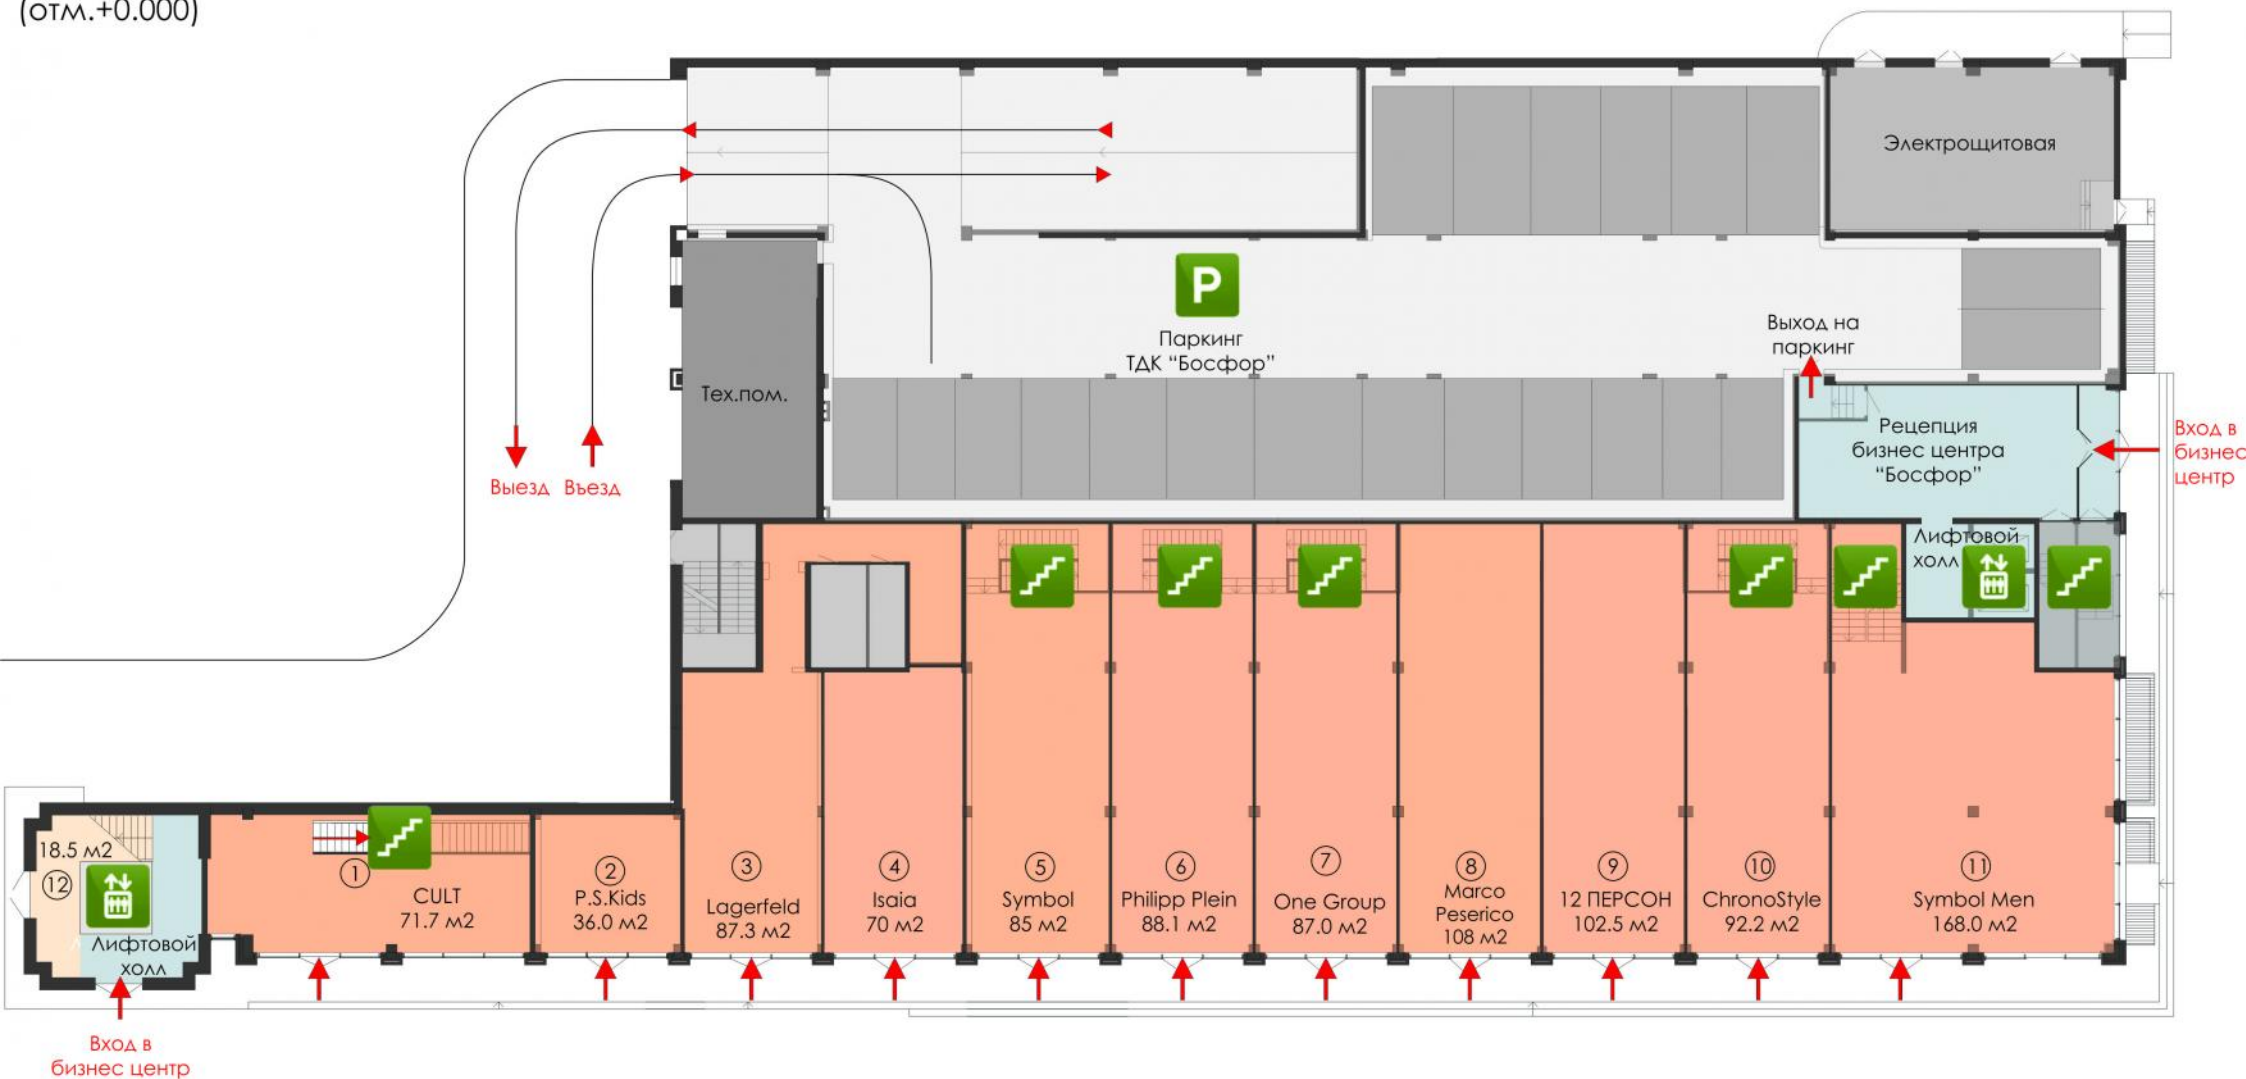 (отм.+0.000)
Электрощитовая
P
Паркинг
ТДК “Босфор”
Выход на
паркинг
Тех.пом.
Рецепция
бизнес центра
“Босфор”
Вход в
бизнес
центр
Выезд
Въезд
Лифтовой
холл
18.5 м2
12
Лифтовой
холл
1
CULT
71.7 м2
2
P.S.Kids
36.0 м2
3
Lagerfeld
87.3 м2
4
Isaia
70 м2
5
Symbol
85 м2
6
Philipp Plein
88.1 м2
7
One Group
87.0 м2
8
Marco
Peserico
108 м2
9
12 ПЕРСОН
102.5 м2
10
ChronoStyle
92.2 м2
11
Symbol Men
168.0 м2
Вход в
бизнес центр